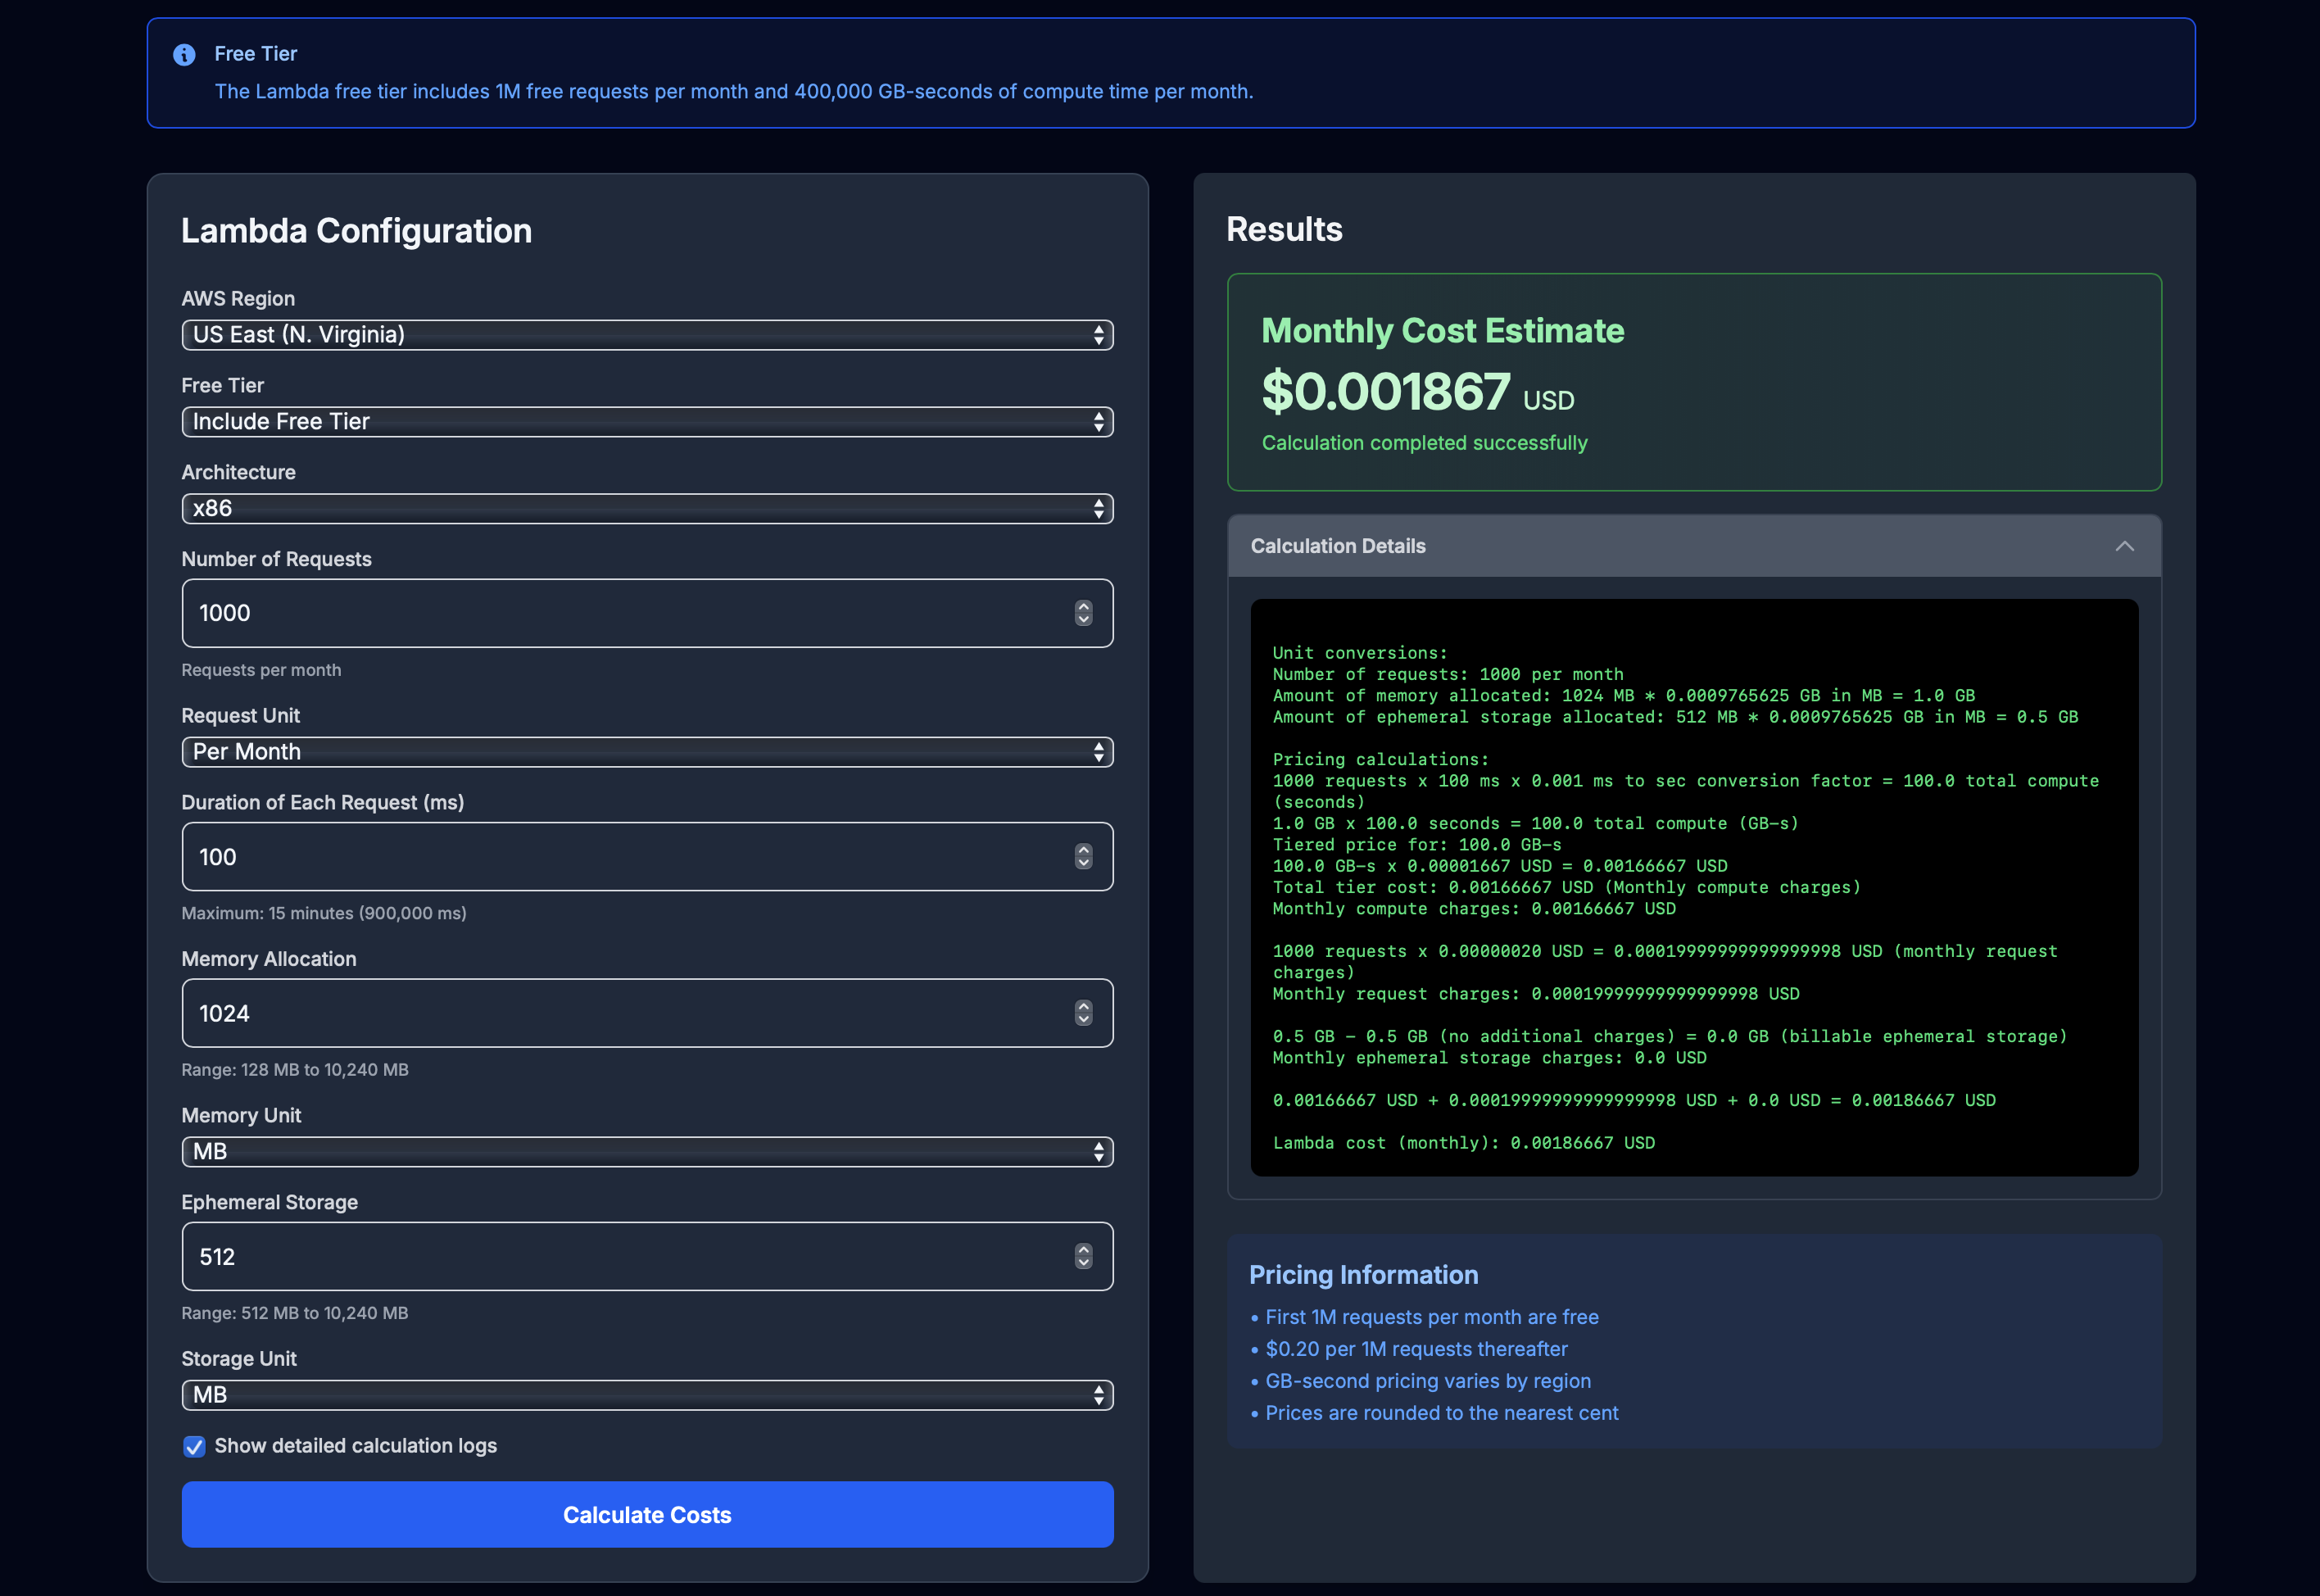 Free Tier
The Lambda free tier includes 1M free requests per month and 400,000 GB-seconds of compute time per month.
Lambda Configuration
AWS Region
US East (N. Virginia)
Free Tier
Include Free Tier
Architecture
x86
Number of Requests
1000
Requests per month
Request Unit
Per Month
Duration of Each Request (ms)
100
Maximum: 15 minutes (900,000 ms)
Memory Allocation
1024
Range: 128 MB to 10,240 MB
Memory Unit
MB
Ephemeral Storage
512
Range: 512 MB to 10,240 MB
Storage Unit
MB
Show detailed calculation logs
Calculate Costs
Results
Monthly Cost Estimate
$0.001867 USD
Calculation completed successfully
Calculation Details
Unit conversions:
Number of requests: 1000 per month
Amount of memory allocated: 1024 MB * 0.0009765625 GB in MB = 1.0 GB
Amount of ephemeral storage allocated: 512 MB * 0.0009765625 GB in MB = 0.5 GB
Pricing calculations:
1000 requests x 100 ms x 0.001 ms to sec conversion factor = 100.0 total compute
(seconds)
1.0 GB x 100.0 seconds = 100.0 total compute (GB-s)
Tiered price for: 100.0 GB-s
100.0 GB-s x 0.00001667 USD = 0.00166667 USD
Total tier cost: 0.00166667 USD (Monthly compute charges)
Monthly compute charges: 0.00166667 USD
1000 requests x 0.00000020 USD = 0.00019999999999999998 USD (monthly request
charges)
Monthly request charges: 0.00019999999999999998 USD
0.5 GB - 0.5 GB (no additional charges) = 0.0 GB (billable ephemeral storage)
Monthly ephemeral storage charges: 0.0 USD
0.00166667 USD + 0.00019999999999999998 USD + 0.0 USD = 0.00186667 USD
Lambda cost (monthly): 0.00186667 USD
Pricing Information
• First 1M requests per month are free
• $0.20 per 1M requests thereafter
• GB-second pricing varies by region
• Prices are rounded to the nearest cent